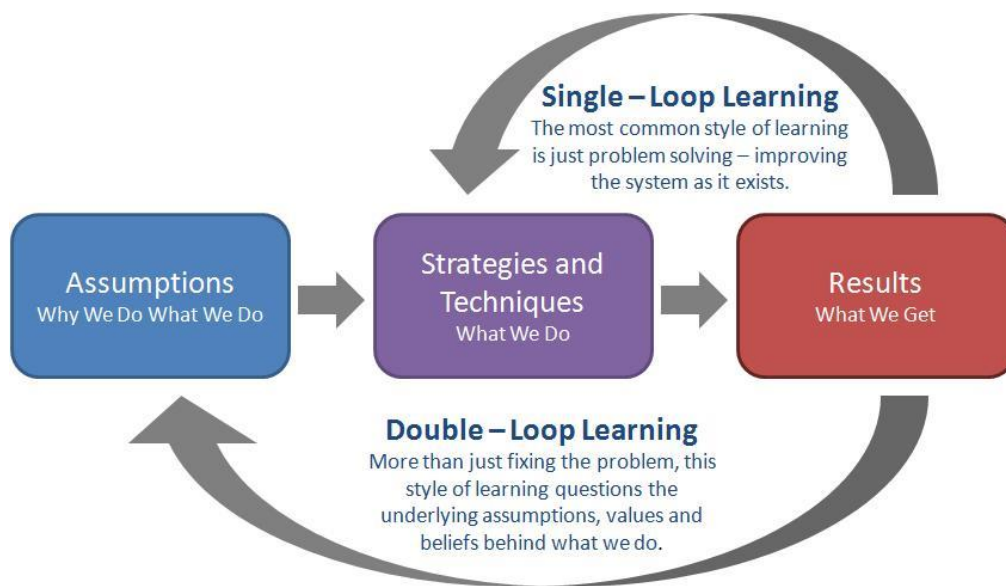 Single – Loop Learning
The most common style of learning
is just problem solving – improving
the system as it exists.
Assumptions
Why We Do What We Do
Strategies and
Techniques
What We Do
Results
What We Get
Double – Loop Learning
More than just fixing the problem, this
style of learning questions the
underlying assumptions, values and
beliefs behind what we do.